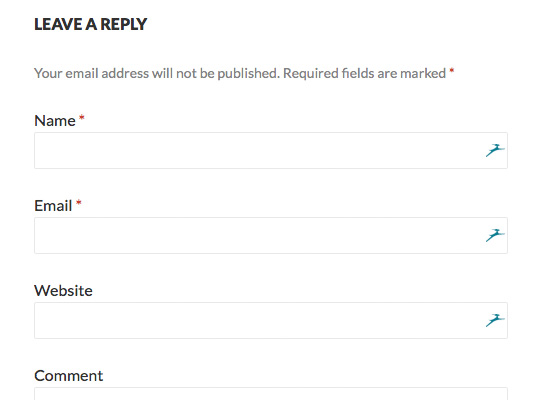 LEAVE A REPLY
Your email address will not be published. Required fields are marked *
Name *
Email *
Website
Comment